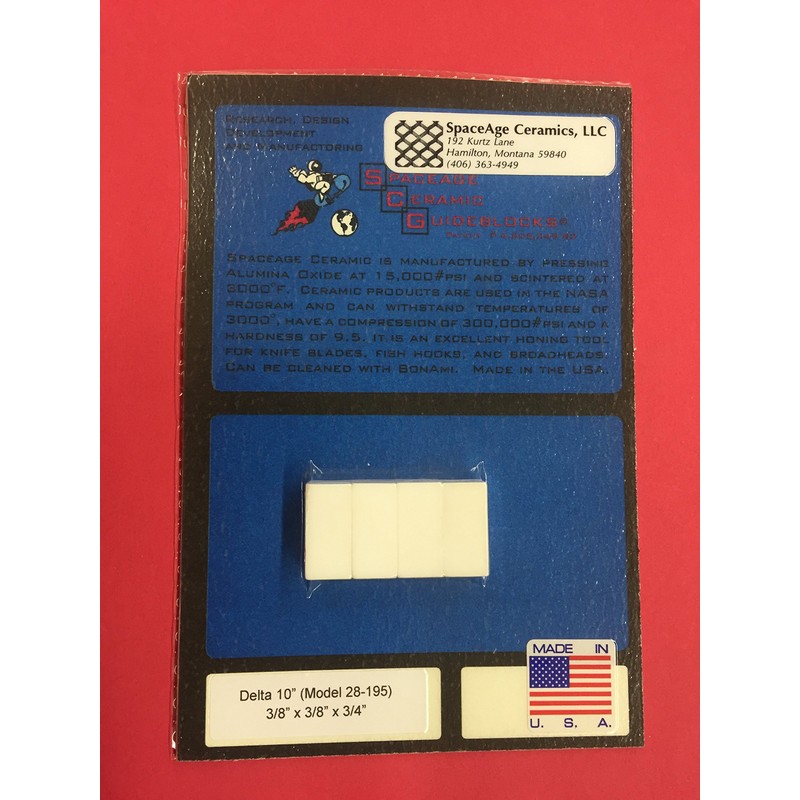 Research, Design
Development
and Manufactoring
SpaceAge Ceramics, LLC
192 Kurtz Lane
Hamilton, Montana 59840
(406) 363-4949
Spaceage
Ceramic
Guideblocks
Spaceage Ceramic is manufactured by pressing
Alumina Oxide at 15,000#psi and scintered at
3000°F. Ceramic products are used in the NASA
program and can withstand temperatures of
3000°, have a compression of 300,000#psi and a
hardness of 9.5. It is an excellent honing tool
for knife blades, fish hooks, and broadheads.
Can be cleaned with BonAmi. Made in the USA.
Delta 10" (Model 28-195)
3/8" x 3/8" x 3/4"
MADE IN
U. S. A.